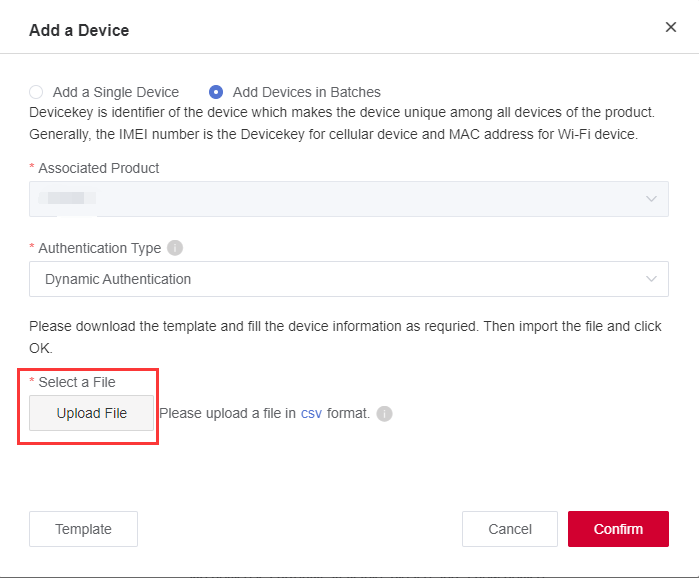 Add a Device
Add a Single Device
Add Devices in Batches
Devicekey is identifier of the device which makes the device unique among all devices of the product.
Generally, the IMEI number is the Devicekey for cellular device and MAC address for Wi-Fi device.
* Associated Product
* Authentication Type
Dynamic Authentication
Please download the template and fill the device information as requried. Then import the file and click
OK.
* Select a File
Upload File
Please upload a file in csv format.
Template
Cancel
Confirm